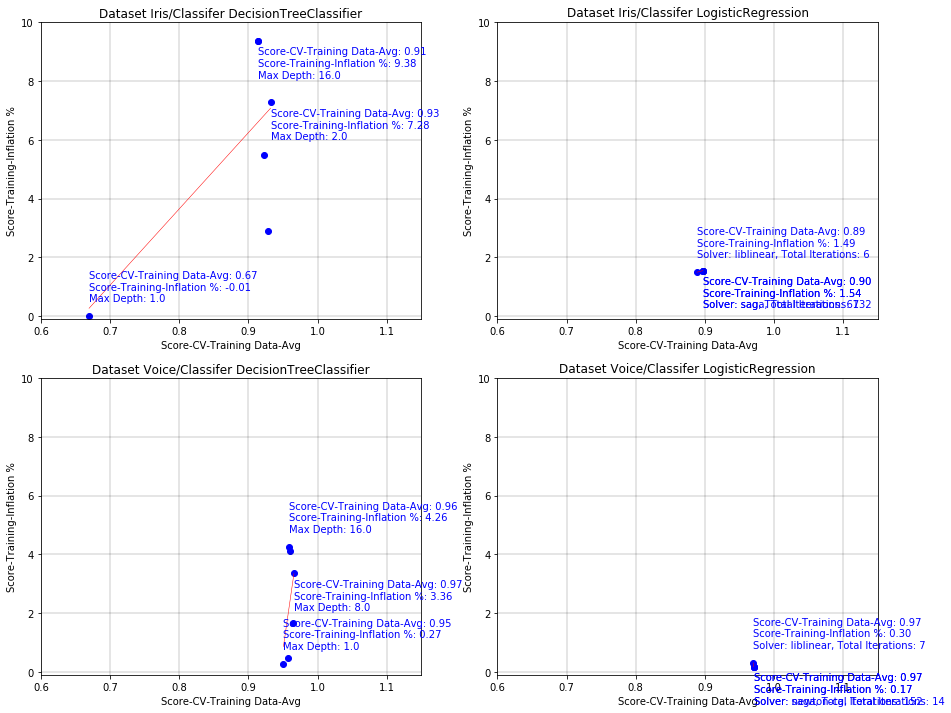 Dataset Iris/Classifer DecisionTreeClassifier
10
8
6
4
2
0
Score-Training-Inflation %
Score-CV-Training Data-Avg: 0.91
Score-Training-Inflation %: 9.38
Max Depth: 16.0
Score-CV-Training Data-Avg: 0.93
Score-Training-Inflation %: 7.28
Max Depth: 2.0
Score-CV-Training Data-Avg: 0.67
Score-Training-Inflation %: -0.01
Max Depth: 1.0
0.6 0.7 0.8 0.9 1.0 1.1
Score-CV-Training Data-Avg
Dataset Iris/Classifer LogisticRegression
10
8
6
4
2
0
Score-Training-Inflation %
Score-CV-Training Data-Avg: 0.89
Score-Training-Inflation %: 1.49
Solver: liblinear, Total Iterations: 6
Score-CV-Training Data-Avg: 0.90
Score-Training-Inflation %: 1.54
Solver: saga, Total Iterations:
0.6 0.7 0.8 0.9 1.0 1.1
Score-CV-Training Data-Avg
Dataset Voice/Classifer DecisionTreeClassifier
10
8
6
4
2
0
Score-Training-Inflation %
Score-CV-Training Data-Avg: 0.96
Score-Training-Inflation %: 4.26
Max Depth: 16.0
Score-CV-Training Data-Avg: 0.97
Score-Training-Inflation %: 3.36
Max Depth: 8.0
Score-CV-Training Data-Avg: 0.95
Score-Training-Inflation %: 0.27
Max Depth: 1.0
0.6 0.7 0.8 0.9 1.0 1.1
Score-CV-Training Data-Avg
Dataset Voice/Classifer LogisticRegression
10
8
6
4
2
0
Score-Training-Inflation %
Score-CV-Training Data-Avg: 0.97
Score-Training-Inflation %: 0.30
Solver: liblinear, Total Iterations: 7
Score-CV-Training Data-Avg: 0.97
Score-Training-Inflation %: 0.17
Solver: Total Iterations: 14
0.6 0.7 0.8 0.9 1.0 1.1
Score-CV-Training Data-Avg